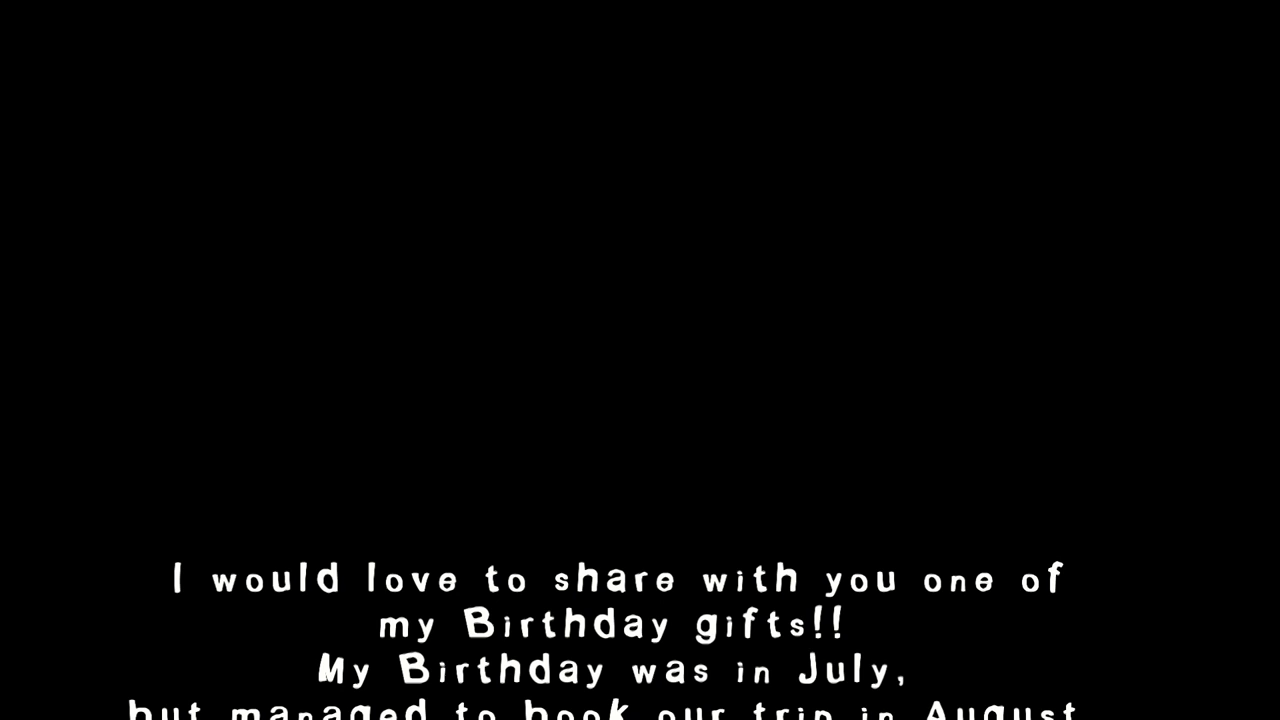 I would love to share with you one of
my Birthday gifts!!
My Birthday was in July,
but managed to book our trip in August